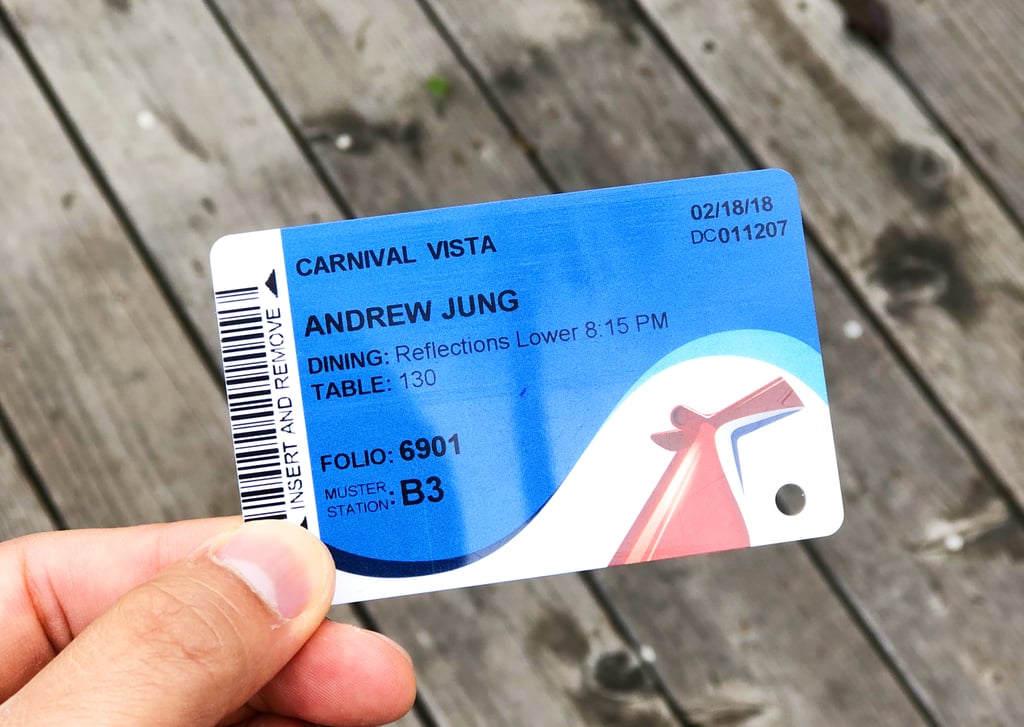 CARNIVAL VISTA
02/18/18
DC011207
ANDREW JUNG
DINING: Reflections Lower 8:15 PM
TABLE: 130
FOLIO: 6901
MUSTER STATION: B3
INSERT AND REMOVE